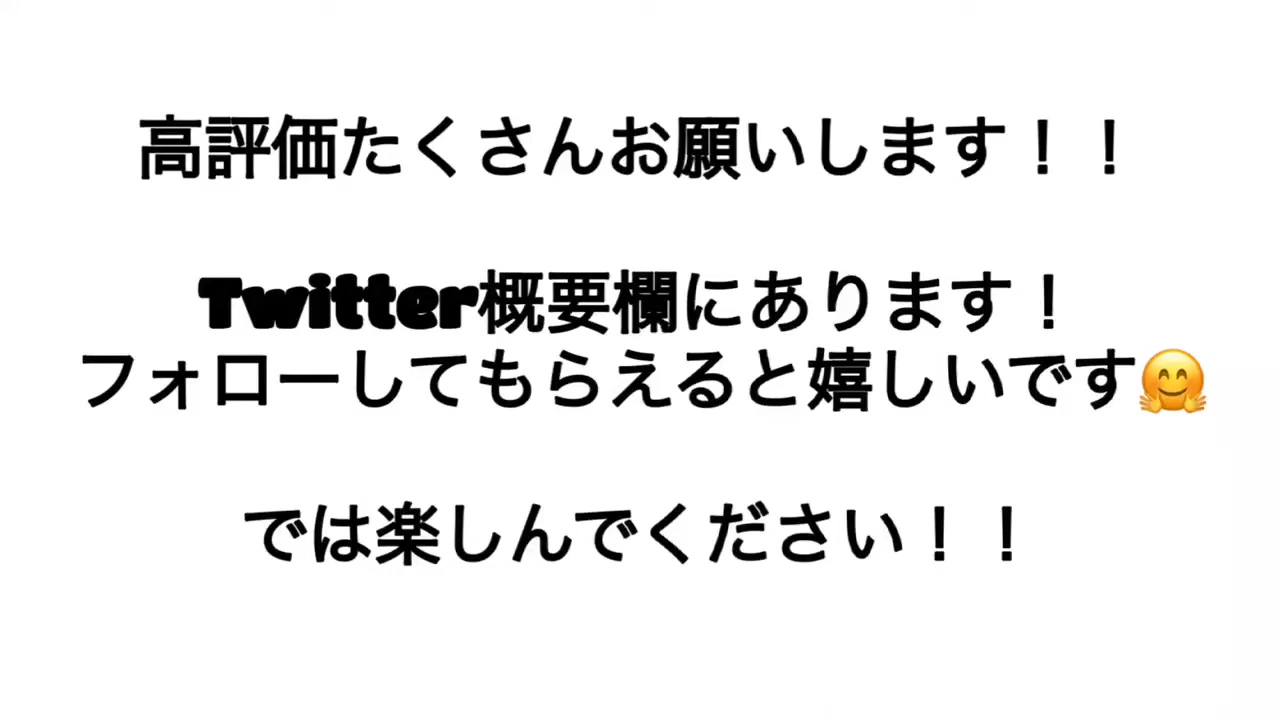 高評価たくさんお願いします！！
Twitter概要欄にあります！
フォローしてもらえると嬉しいです🤗
では楽しんでください！！